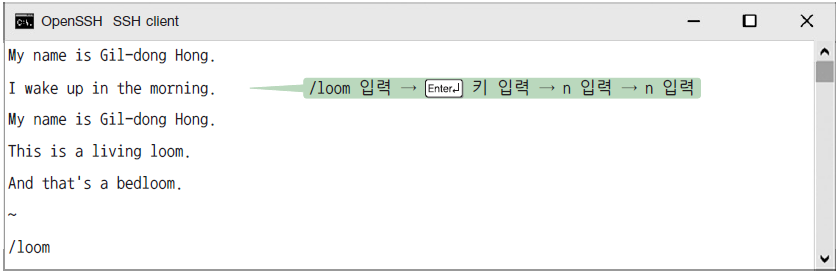 OpenSSH SSH client
My name is Gil-dong Hong.
I wake up in the morning.
/loom 입력 → Enter↲ 키 입력 → n 입력 → n 입력
My name is Gil-dong Hong.
This is a living loom.
And that's a bedloom.
~
/loom